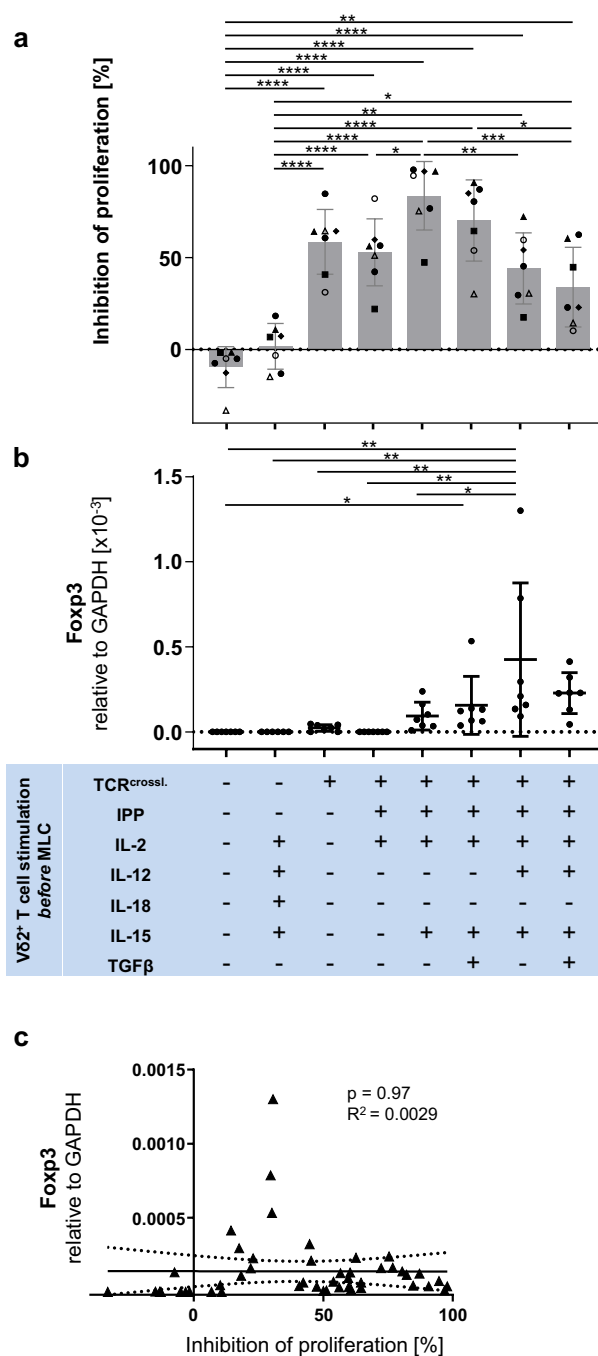 a
Inhibition of proliferation [%]
**
****
****
****
****
****
*
**
****
*
****
***
****
*
**
****
100
50
0
b
Foxp3
relative to GAPDH [x10⁻³]
**
**
**
**
*
*
1.5
1.0
0.5
0.0
Vδ2⁺ T cell stimulation
before MLC
TCRcrossl. - - + + + + + +
IPP - - - + + + + +
IL-2 - + - + + + + +
IL-12 - + - - - - + +
IL-18 - + - - - - - -
IL-15 - + - - + + + +
TGFβ - - - - - + - +
c
Foxp3
relative to GAPDH
0.0015
0.0010
0.0005
p = 0.97
R² = 0.0029
0 50 100
Inhibition of proliferation [%]